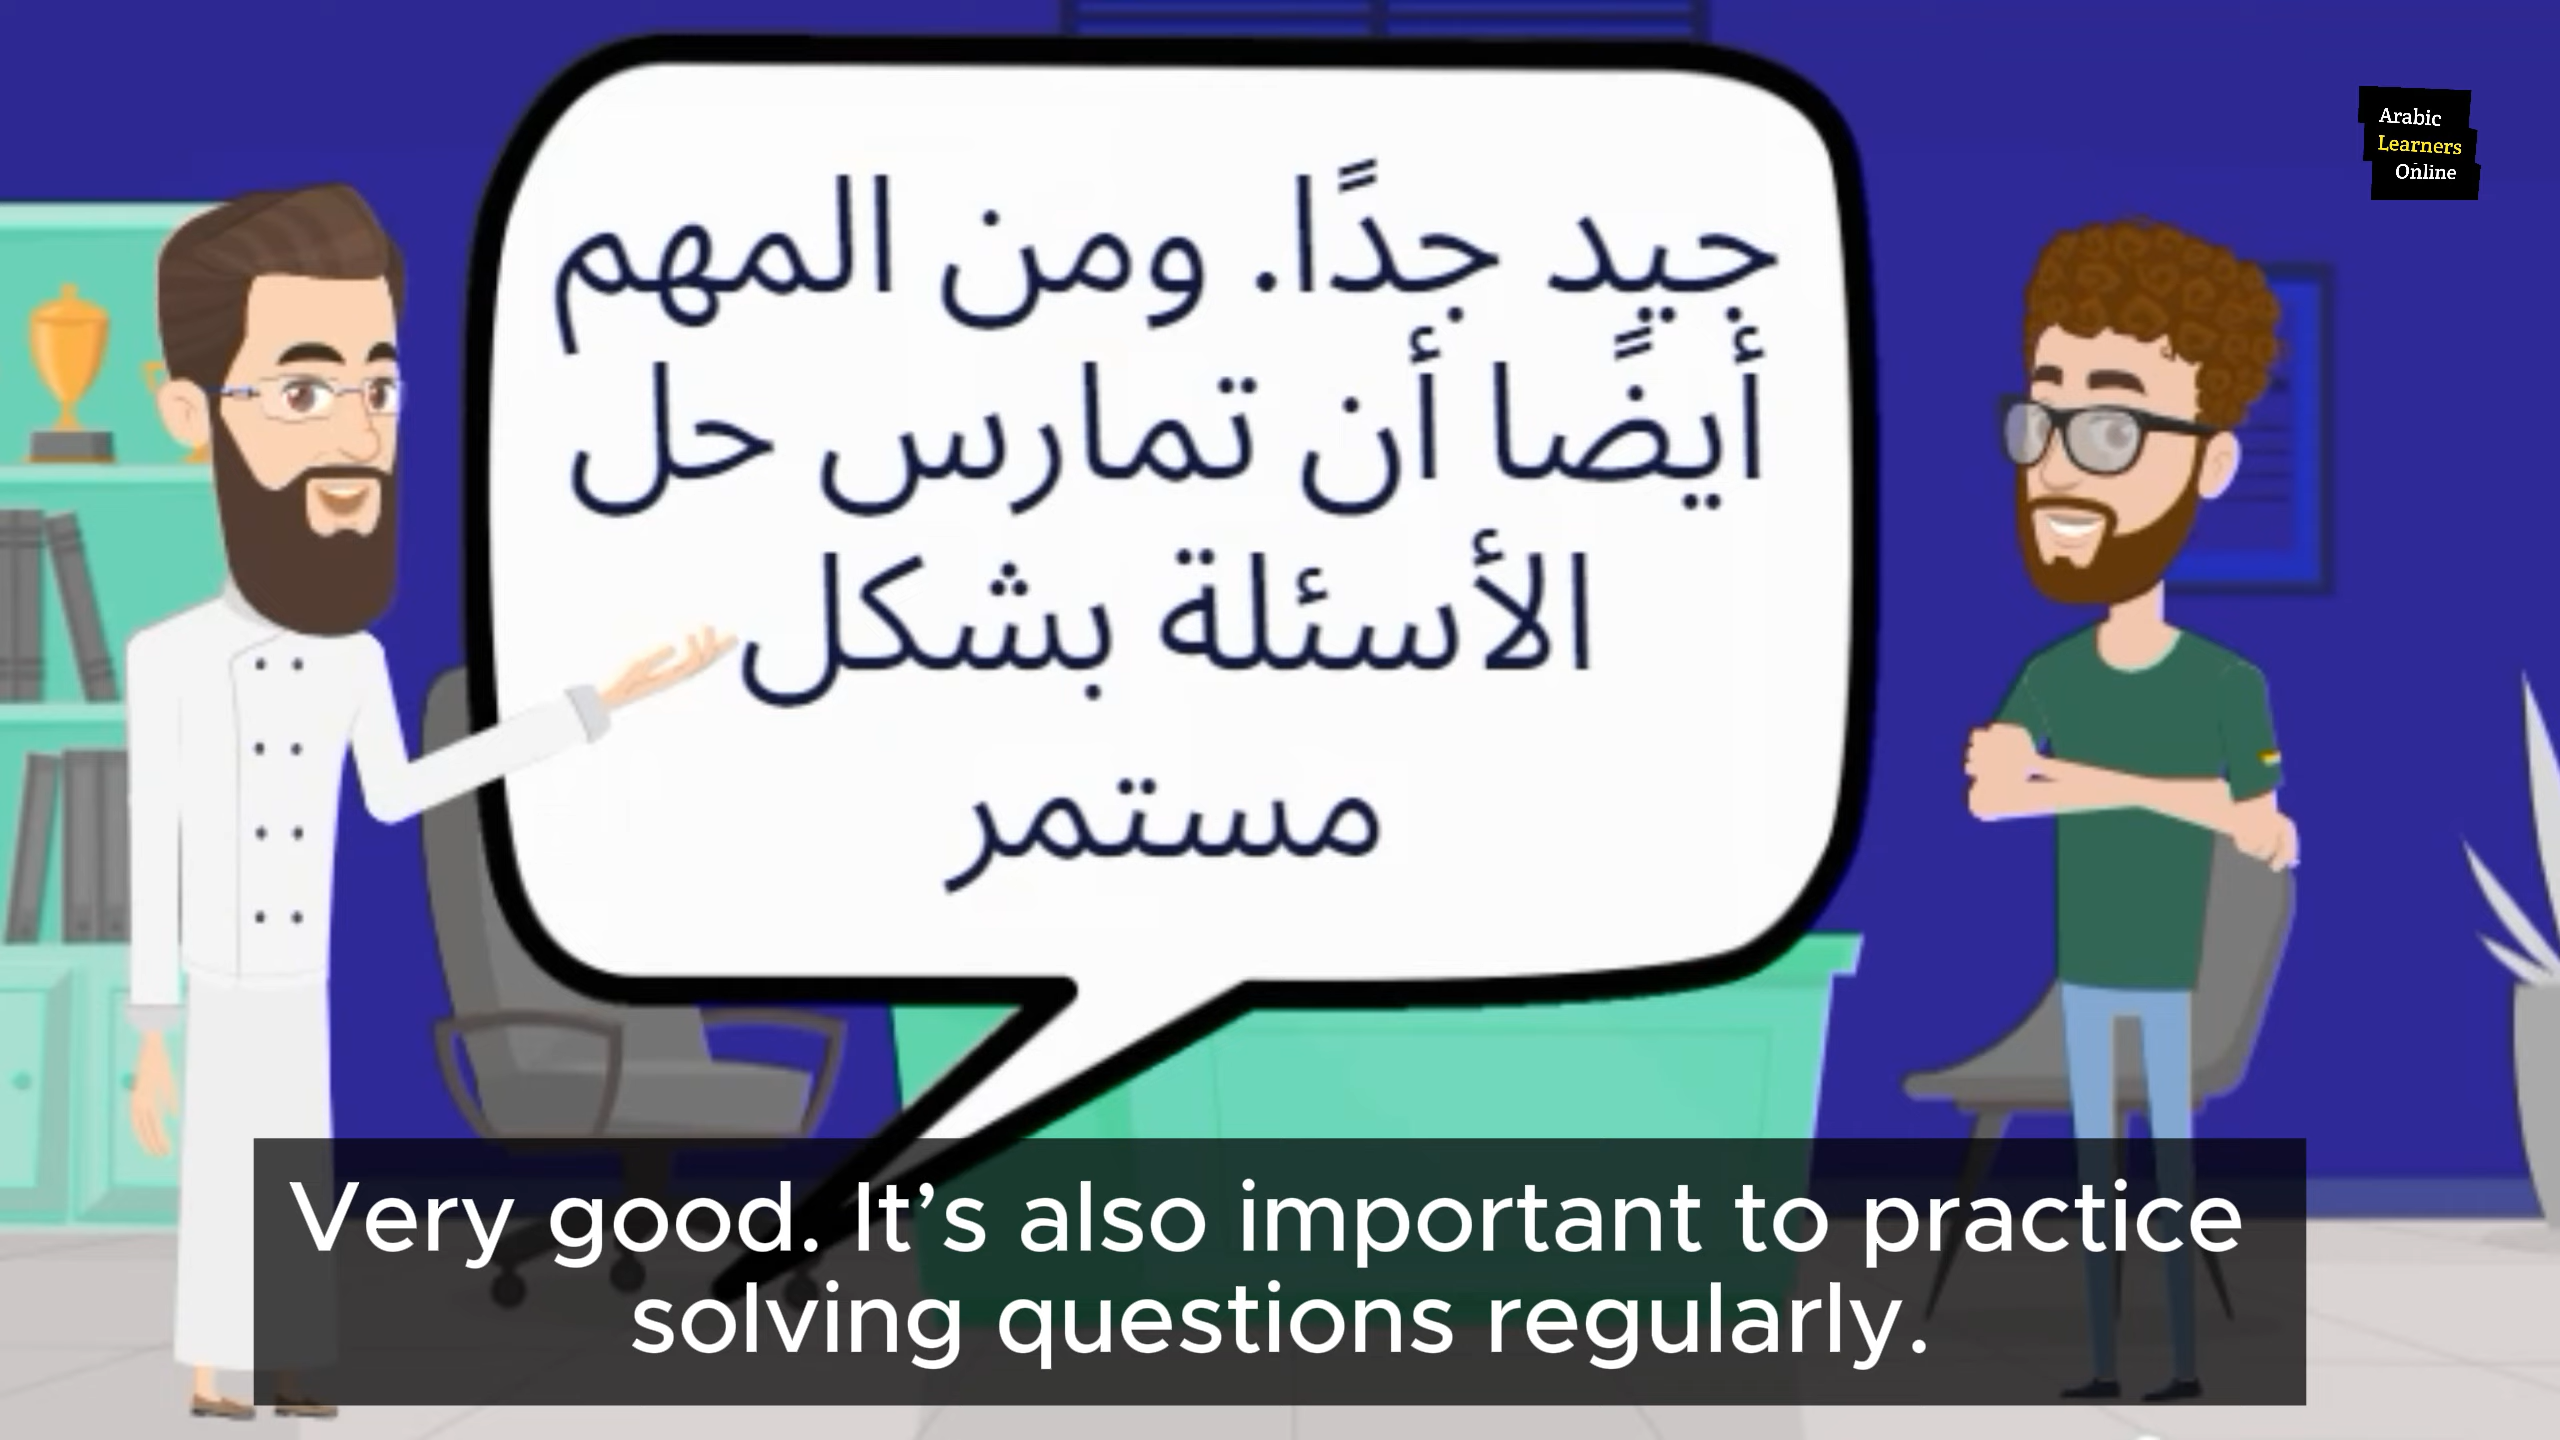 Arabic
Learners
Online
جيد جدًا. ومن المهم
أيضًا أن تمارس حل
الأسئلة بشكل
مستمر
Very good. It’s also important to practice
solving questions regularly.